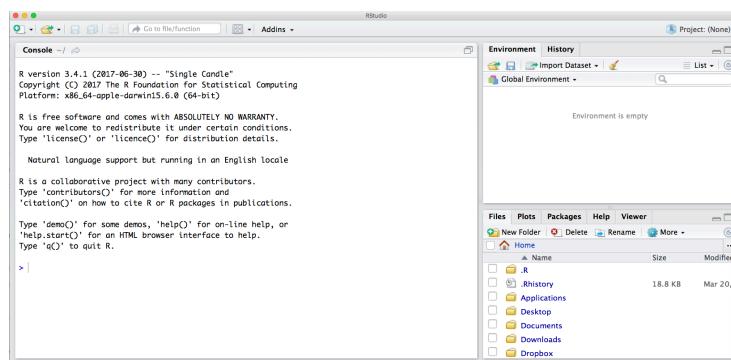 RStudio
Go to file/function
Addins
Project: (None)
Console ~/
R version 3.4.1 (2017-06-30) -- "Single Candle"
Copyright (C) 2017 The R Foundation for Statistical Computing
Platform: x86_64-apple-darwin15.6.0 (64-bit)
R is free software and comes with ABSOLUTELY NO WARRANTY.
You are welcome to redistribute it under certain conditions.
Type 'license()' or 'licence()' for distribution details.
Natural language support but running in an English locale
R is a collaborative project with many contributors.
Type 'contributors()' for more information and
'citation()' on how to cite R or R packages in publications.
Type 'demo()' for some demos, 'help()' for on-line help, or
'help.start()' for an HTML browser interface to help.
Type 'q()' to quit R.
>
Environment History
Import Dataset List
Global Environment
Environment is empty
Files Plots Packages Help Viewer
New Folder Delete Rename More
Home
Name Size Modified
.R
.Rhistory 18.8 KB Mar 20,
Applications
Desktop
Documents
Downloads
Dropbox